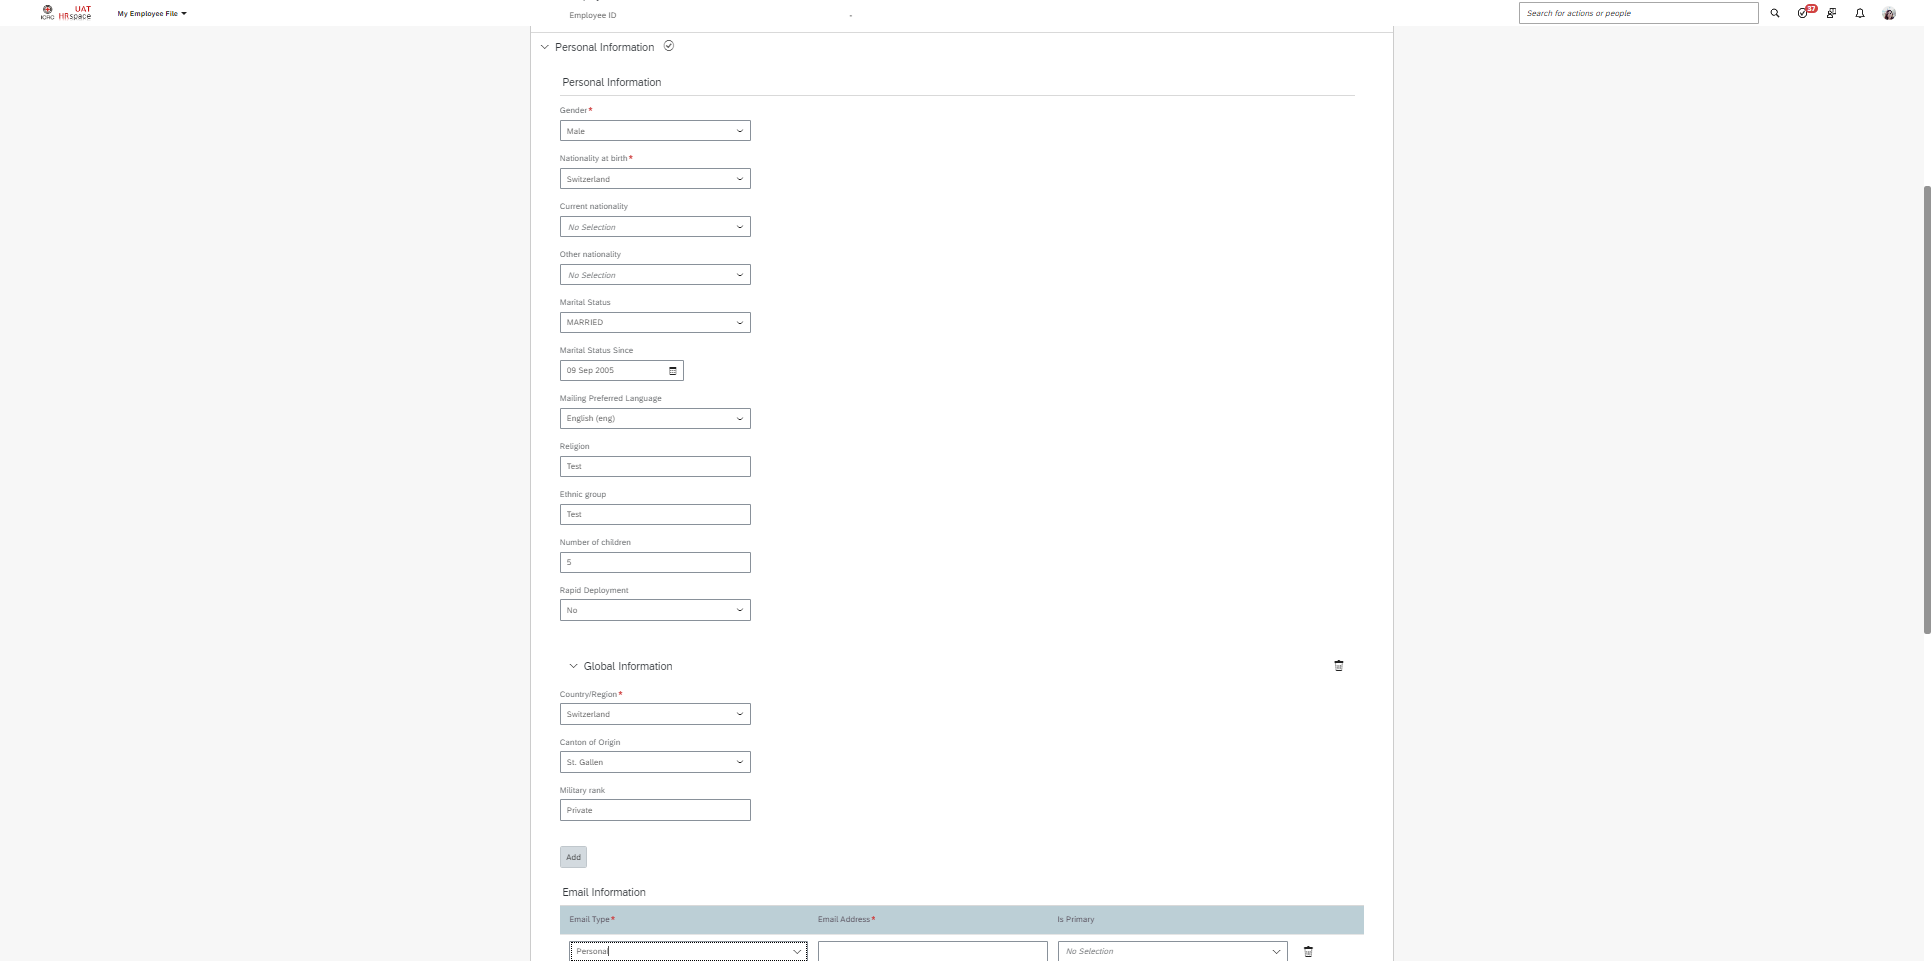 ICRC
UAT
HRspace
My Employee File
Search for actions or people
37
Employee ID
-
Personal Information
Personal Information
Gender*
Male
Nationality at birth*
Switzerland
Current nationality
No Selection
Other nationality
No Selection
Marital Status
MARRIED
Marital Status Since
09 Sep 2005
Mailing Preferred Language
English (eng)
Religion
Test
Ethnic group
Test
Number of children
5
Rapid Deployment
No
Global Information
Country/Region*
Switzerland
Canton of Origin
St. Gallen
Military rank
Private
Add
Email Information
Email Type* Email Address* Is Primary
Personal No Selection